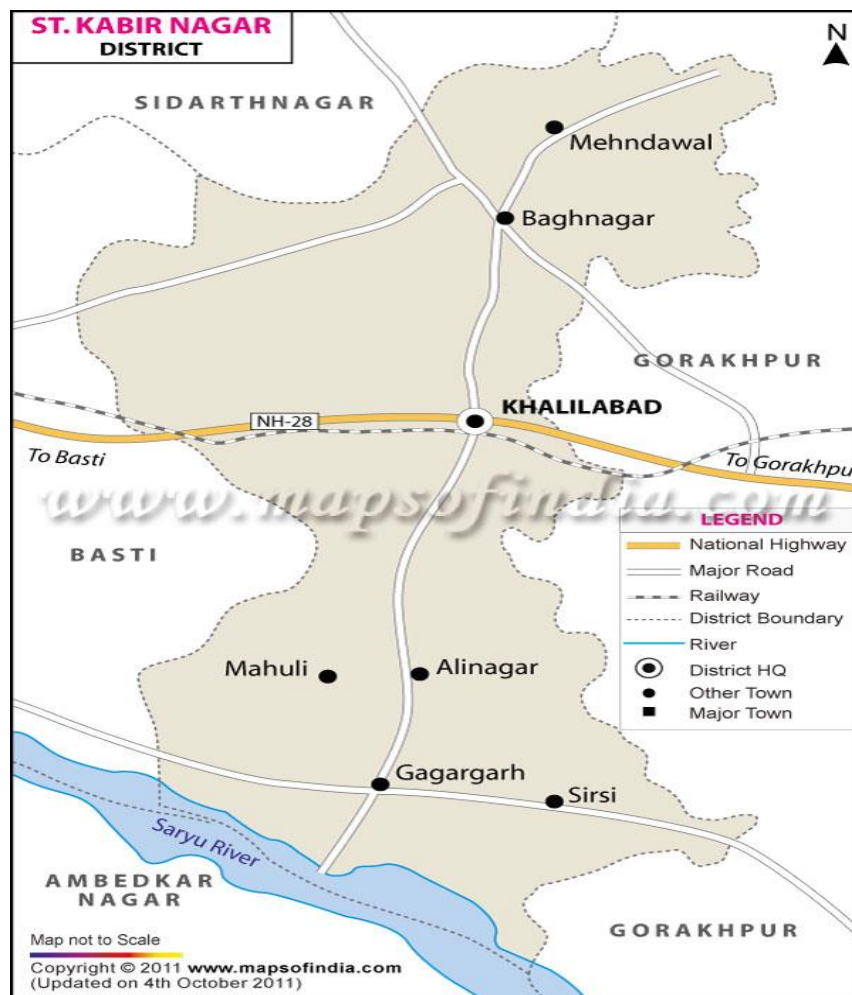 ST. KABIR NAGAR
DISTRICT
N
SIDARTHNAGAR
Mehndawal
Baghnagar
GORAKHPUR
KHALILABAD
NH-28
To Basti
To Gorakhpu
www.mapsofindia.com
BASTI
LEGEND
National Highway
Major Road
Railway
District Boundary
River
District HQ
Other Town
Major Town
Mahuli
Alinagar
Gagargarh
Sirsi
Saryu River
AMBEDKAR
NAGAR
GORAKHPUR
Map not to Scale
Copyright © 2011 www.mapsofindia.com
(Updated on 4th October 2011)